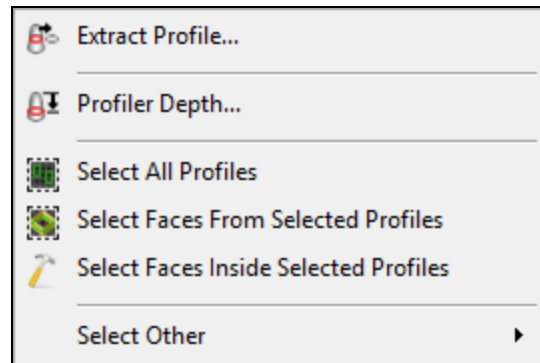 Extract Profile...
Profiler Depth...
Select All Profiles
Select Faces From Selected Profiles
Select Faces Inside Selected Profiles
Select Other